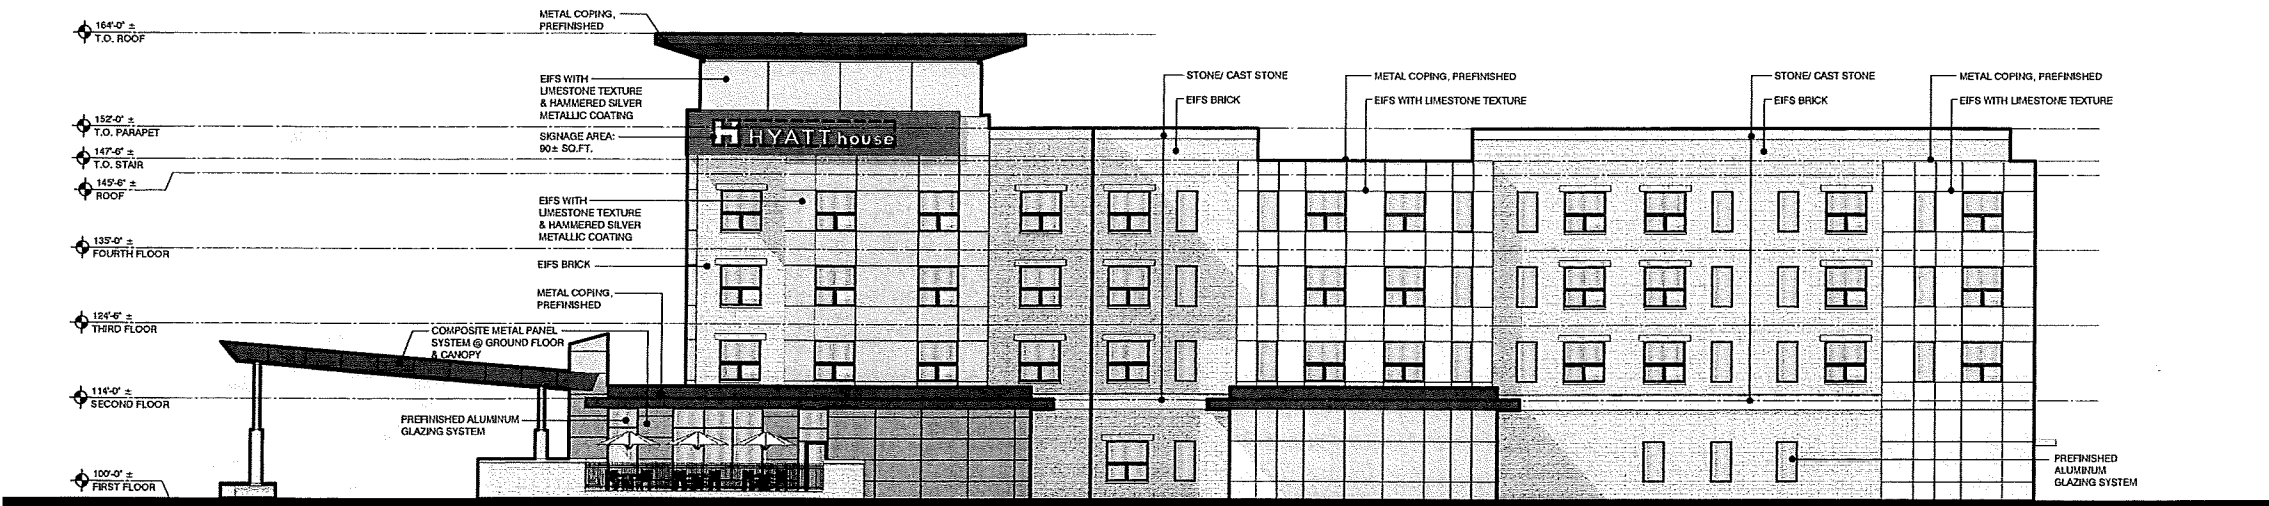 164'-0" ±
T.O. ROOF
152'-0" ±
T.O. PARAPET
147'-6" ±
T.O. STAIR
145'-6" ±
ROOF
135'-0" ±
FOURTH FLOOR
124'-6" ±
THIRD FLOOR
114'-0" ±
SECOND FLOOR
100'-0" ±
FIRST FLOOR
METAL COPING,
PREFINISHED
EIFS WITH
LIMESTONE TEXTURE
& HAMMERED SILVER
METALLIC COATING
SIGNAGE AREA:
90± SQ.FT.
H HYATT house
EIFS WITH
LIMESTONE TEXTURE
& HAMMERED SILVER
METALLIC COATING
EIFS BRICK
METAL COPING,
PREFINISHED
COMPOSITE METAL PANEL
SYSTEM @ GROUND FLOOR
& CANOPY
PREFINISHED ALUMINUM
GLAZING SYSTEM
STONE/ CAST STONE
EIFS BRICK
METAL COPING, PREFINISHED
EIFS WITH LIMESTONE TEXTURE
STONE/ CAST STONE
EIFS BRICK
METAL COPING, PREFINISHED
EIFS WITH LIMESTONE TEXTURE
PREFINISHED
ALUMINUM
GLAZING SYSTEM